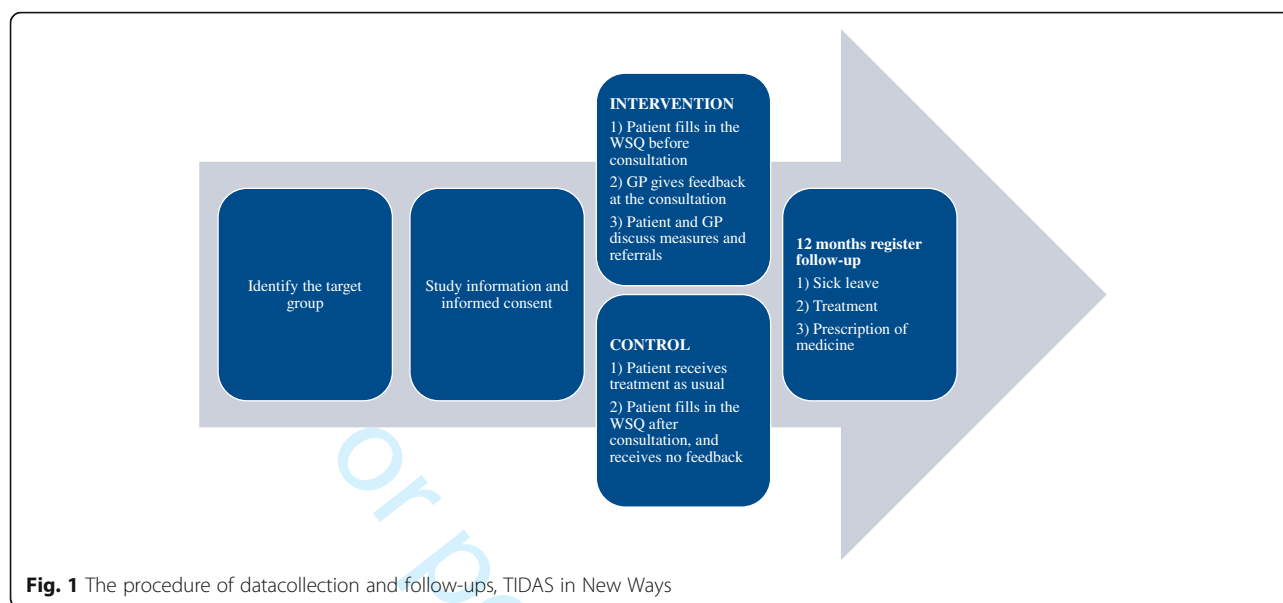 Identify the target
group
Study information and
informed consent
INTERVENTION
1) Patient fills in the
WSQ before
consultation
2) GP gives feedback
at the consultation
3) Patient and GP
discuss measures and
referrals
CONTROL
1) Patient receives
treatment as usual
2) Patient fills in the
WSQ after
consultation, and
receives no feedback
12 months register
follow-up
1) Sick leave
2) Treatment
3) Prescription of
medicine
or p
Fig. 1 The procedure of datacollection and follow-ups, TIDAS in New Ways